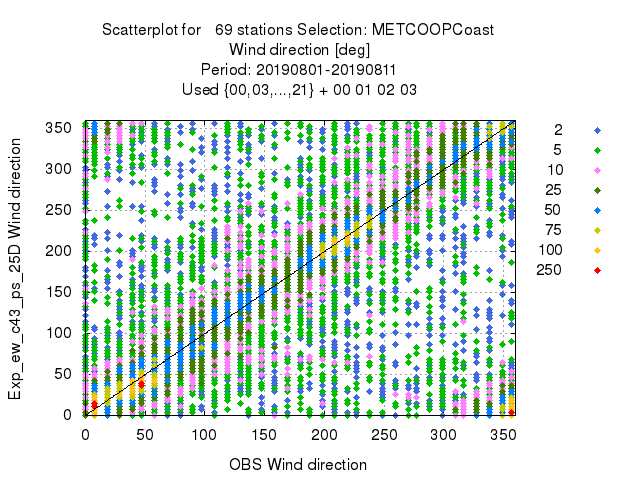 Scatterplot for   69 stations Selection: METCOOPCoast
Wind direction [deg]
Period: 20190801-20190811
Used {00,03,...,21} + 00 01 02 03
Exp_ew_c43_ps_25D Wind direction
350
300
250
200
150
100
50
0
0 50 100 150 200 250 300 350
OBS Wind direction
2
5
10
25
50
75
100
250